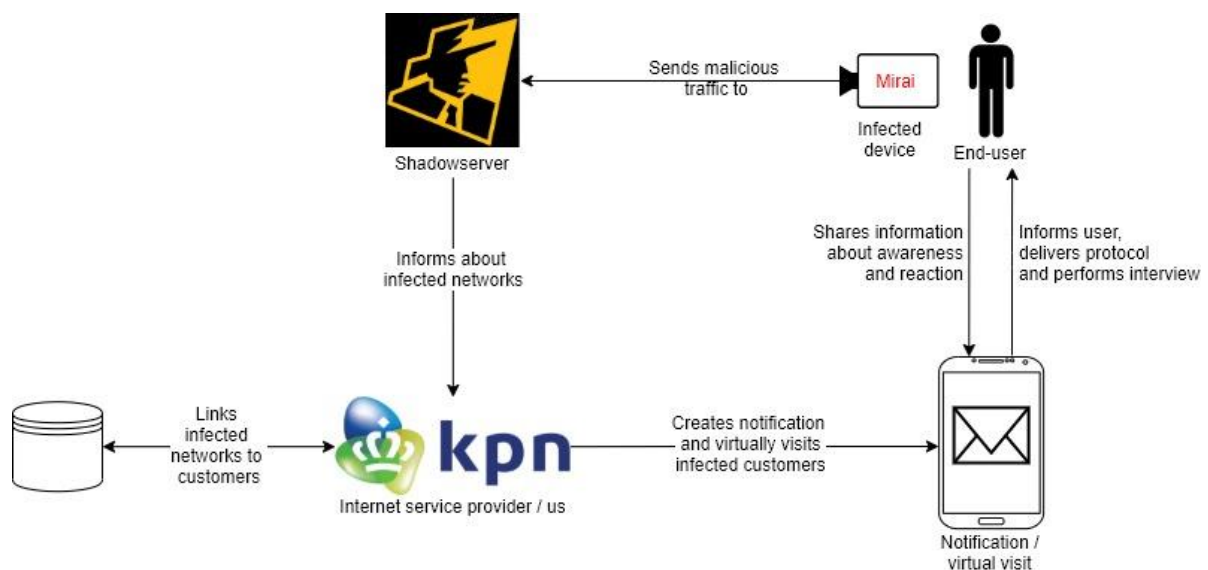 Sends malicious
traffic to
Mirai
Infected
device
End-user
Shadowserver
Informs about
infected networks
Shares information
about awareness
and reaction
Informs user,
delivers protocol
and performs interview
Links
infected
networks to
customers
kpn
Internet service provider / us
Creates notification
and virtually visits
infected customers
Notification /
virtual visit